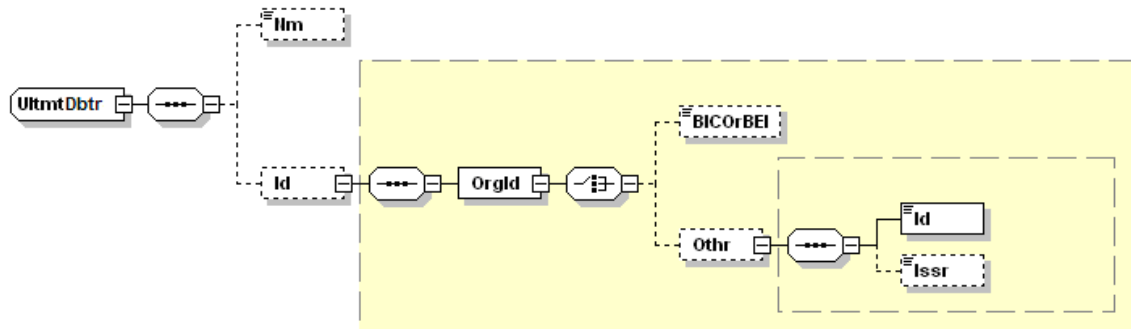 Nm
UltmtDbtr
BICOrBEI
Id
OrgId
Id
Othr
Issr